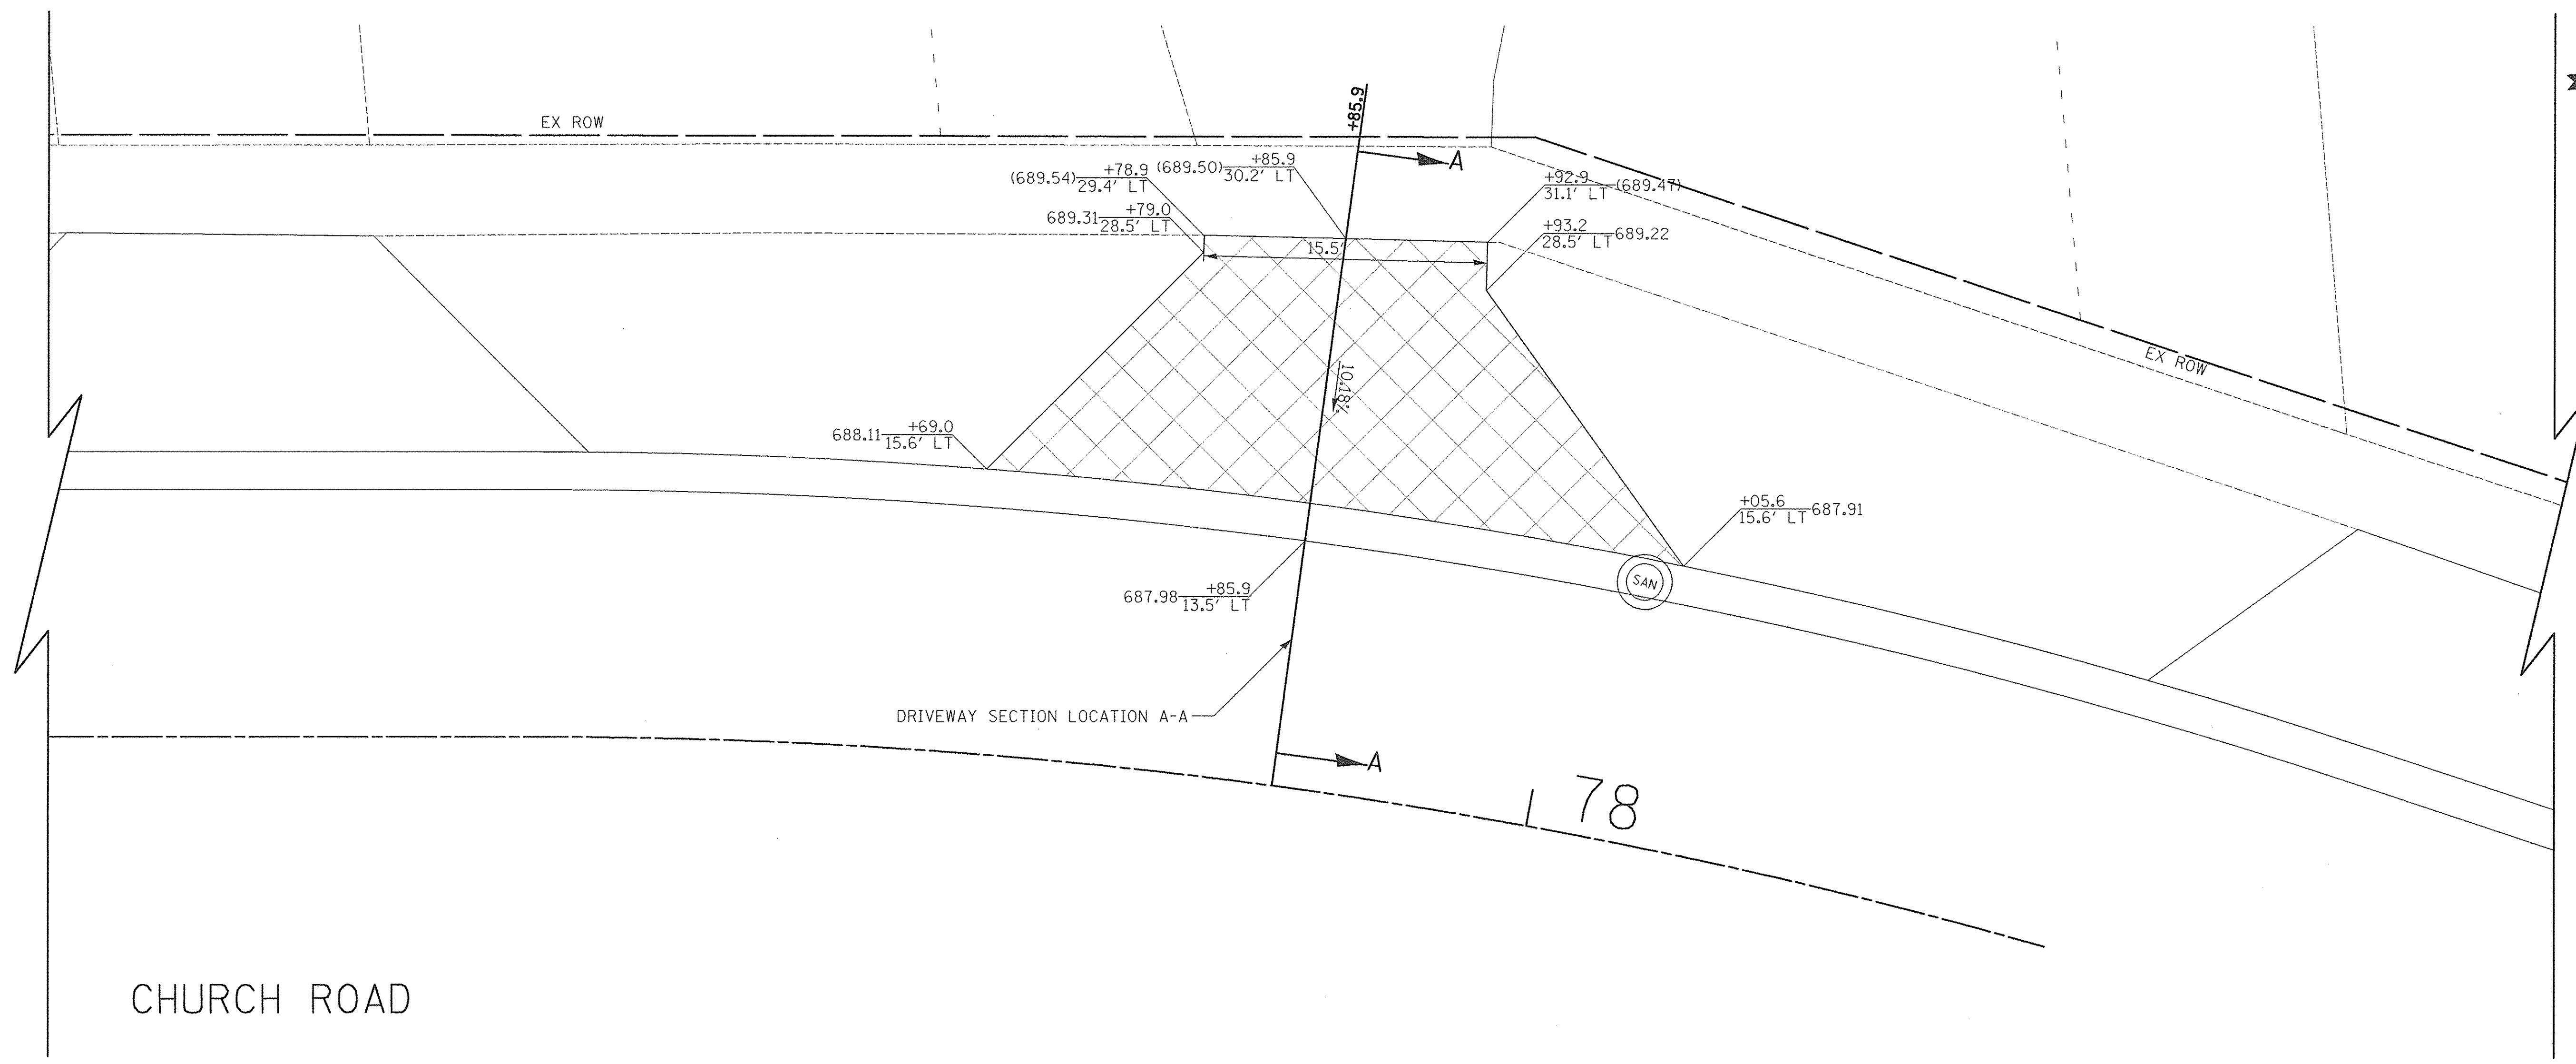 +85.9
EX ROW
A
(689.54) +78.9
29.4' LT
(689.50) +85.9
30.2' LT
+92.9 (689.47)
31.1' LT
689.31 +79.0
28.5' LT
+93.2 689.22
28.5' LT
15.5'
EX ROW
10.18%
688.11 +69.0
15.6' LT
+05.6 687.91
15.6' LT
SAN
687.98 +85.9
13.5' LT
DRIVEWAY SECTION LOCATION A-A
A
78
CHURCH ROAD